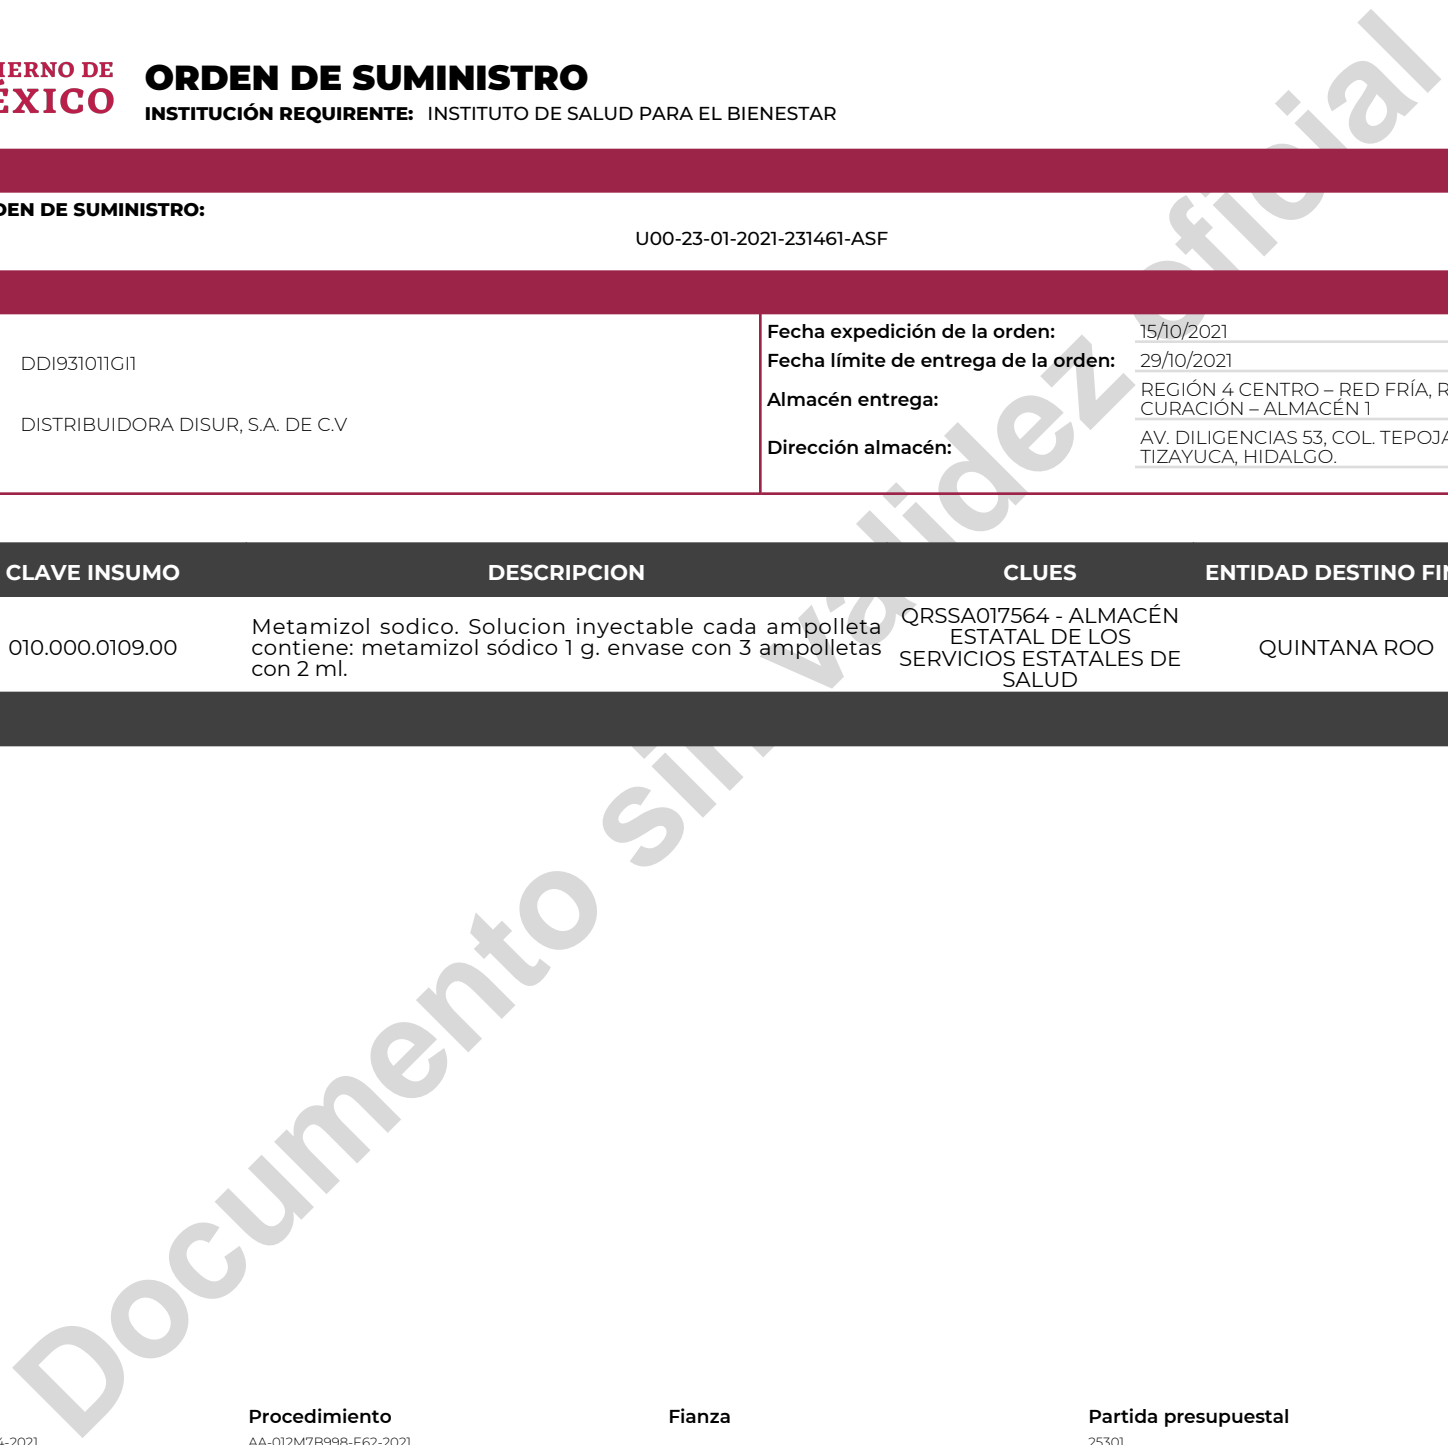 IERNO DE
ÉXICO
ORDEN DE SUMINISTRO
INSTITUCIÓN REQUIRENTE: INSTITUTO DE SALUD PARA EL BIENESTAR
DEN DE SUMINISTRO:
U00-23-01-2021-231461-ASF
DDI931011GI1
DISTRIBUIDORA DISUR, S.A. DE C.V
Fecha expedición de la orden: 15/10/2021
Fecha límite de entrega de la orden: 29/10/2021
Almacén entrega: REGIÓN 4 CENTRO – RED FRÍA, R
CURACIÓN – ALMACÉN 1
Dirección almacén: AV. DILIGENCIAS 53, COL. TEPOJA
TIZAYUCA, HIDALGO.
CLAVE INSUMO DESCRIPCION CLUES ENTIDAD DESTINO FIN
010.000.0109.00
Metamizol sodico. Solucion inyectable cada ampolleta
contiene: metamizol sódico 1 g. envase con 3 ampolletas
con 2 ml.
QRSSA017564 - ALMACÉN
ESTATAL DE LOS
SERVICIOS ESTATALES DE
SALUD
QUINTANA ROO
Documento sin validez oficial
Procedimiento Fianza Partida presupuestal
4-2021 AA-012M7B998-E62-2021 25301